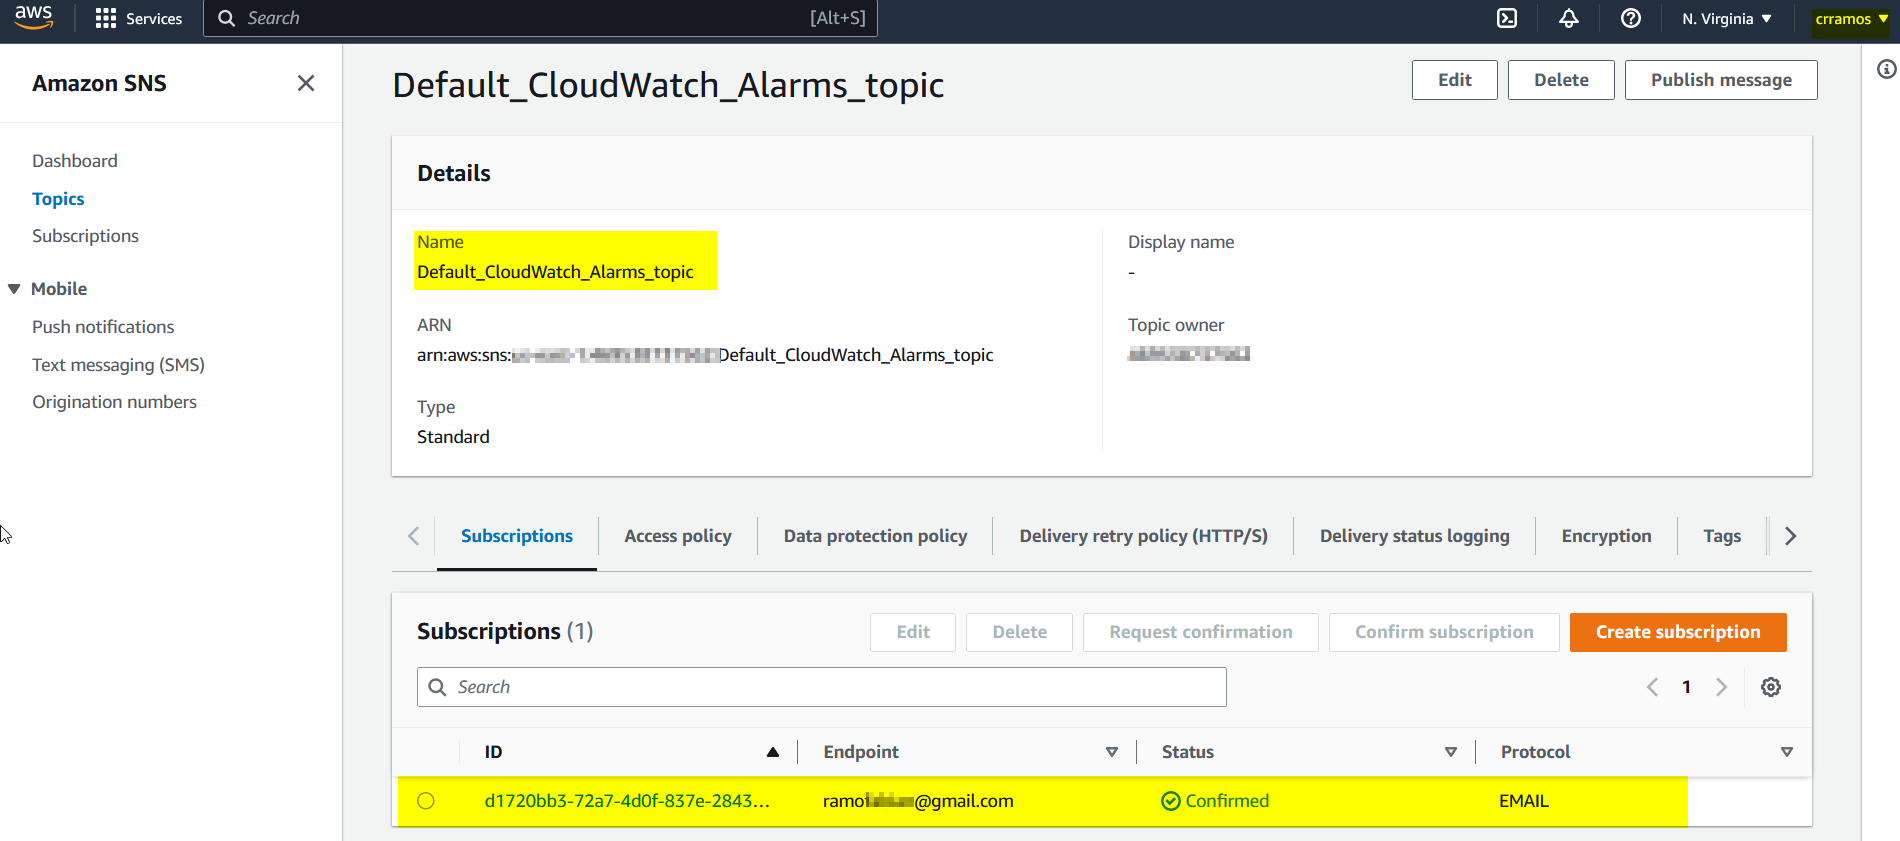 aws Services Search [Alt+S] N. Virginia crramos
Amazon SNS
Dashboard
Topics
Subscriptions
Mobile
Push notifications
Text messaging (SMS)
Origination numbers
Default_CloudWatch_Alarms_topic
Edit Delete Publish message
Details
Name
Default_CloudWatch_Alarms_topic
Display name
-
ARN
arn:aws:sns: Default_CloudWatch_Alarms_topic
Topic owner
Type
Standard
Subscriptions Access policy Data protection policy Delivery retry policy (HTTP/S) Delivery status logging Encryption Tags
Subscriptions (1) Edit Delete Request confirmation Confirm subscription Create subscription
Search 1
ID Endpoint Status Protocol
d1720bb3-72a7-4d0f-837e-2843... ramo @gmail.com Confirmed EMAIL